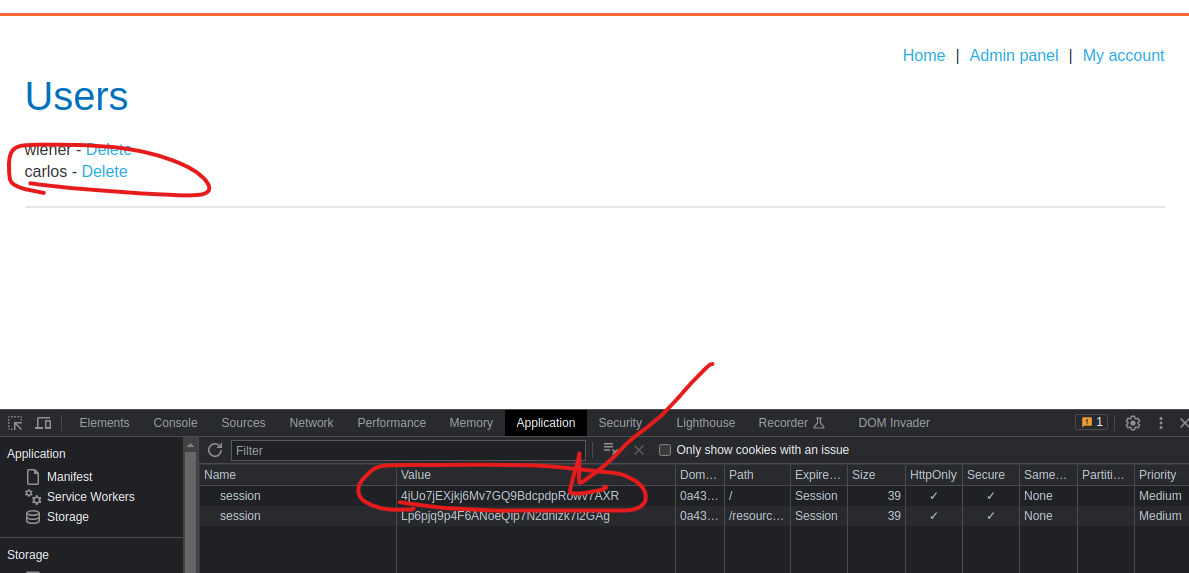 Home | Admin panel | My account
Users
wiener - Delete
carlos - Delete
Elements Console Sources Network Performance Memory Application Security Lighthouse Recorder DOM Invader 1
Application
Manifest
Service Workers
Storage
Storage
Filter Only show cookies with an issue
Name Value Dom... Path Expire... Size HttpOnly Secure Same... Partiti... Priority
session 0a43... / Session 39 ✓ ✓ None Medium
session 0a43... /resourc... Session 39 ✓ ✓ None Medium